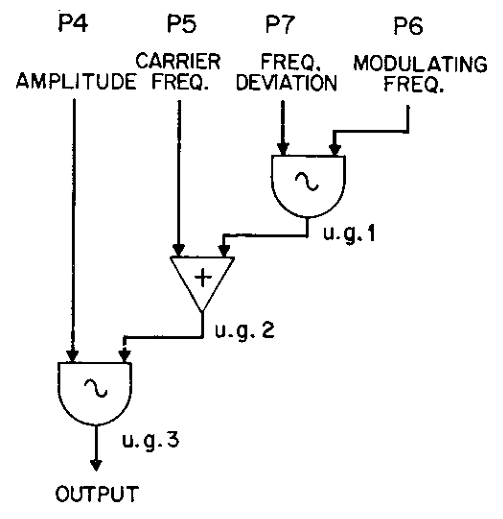 P4 P5 P7 P6
AMPLITUDE
CARRIER
FREQ.
FREQ.
DEVIATION
MODULATING
FREQ.
u.g.1
+
u.g.2
u.g.3
OUTPUT